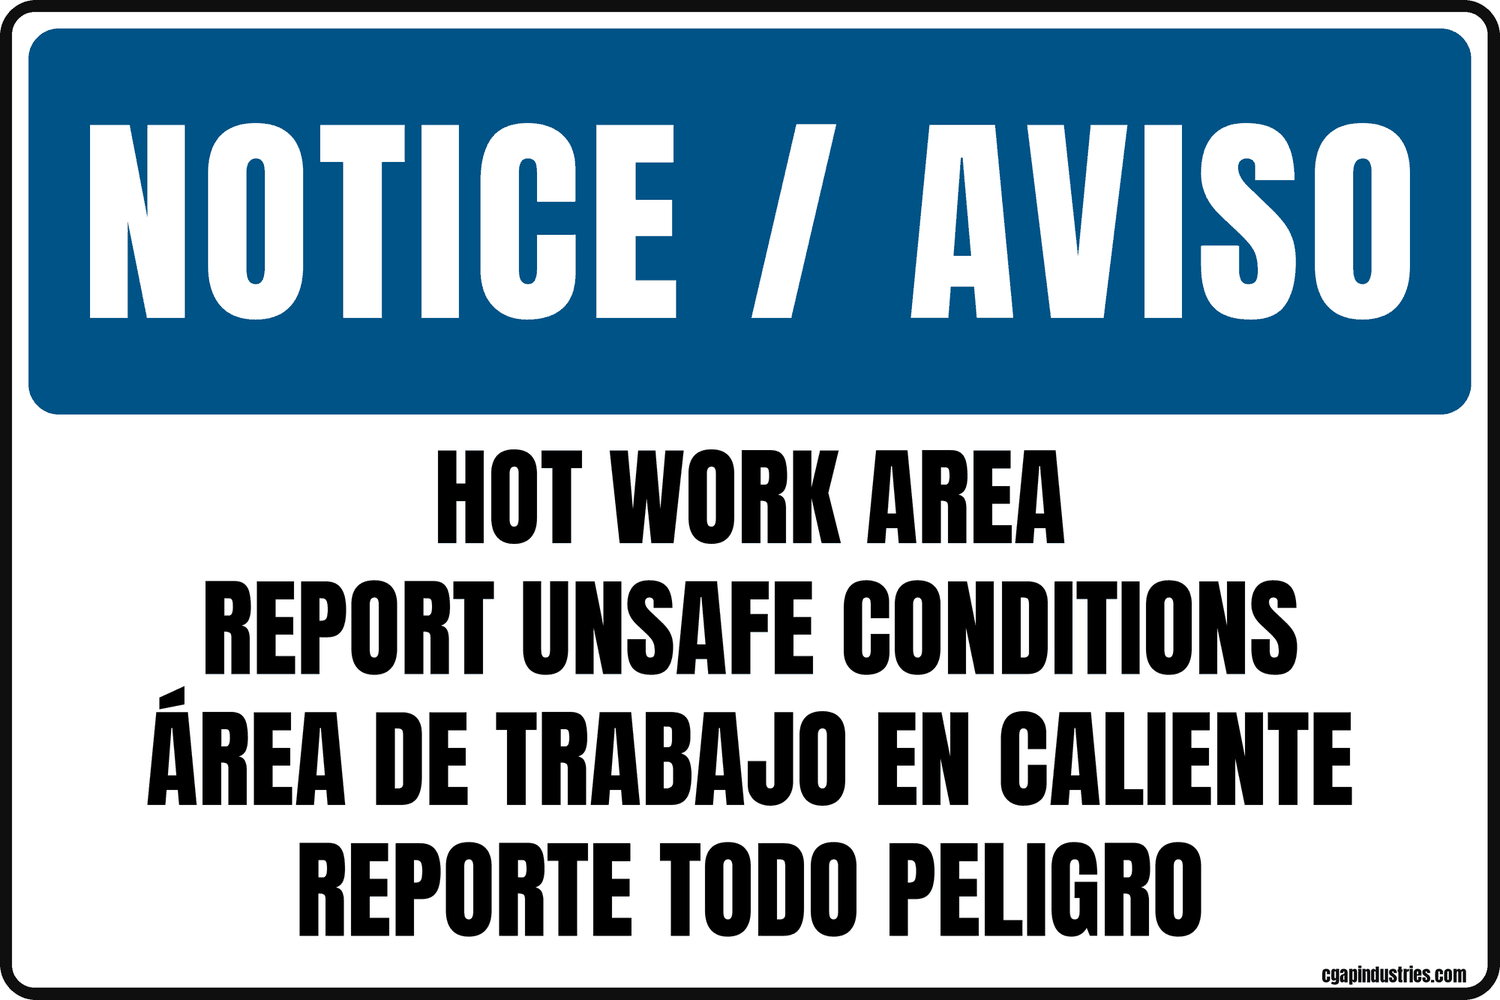 NOTICE / AVISO
HOT WORK AREA
REPORT UNSAFE CONDITIONS
ÁREA DE TRABAJO EN CALIENTE
REPORTE TODO PELIGRO
cgapindustries.com